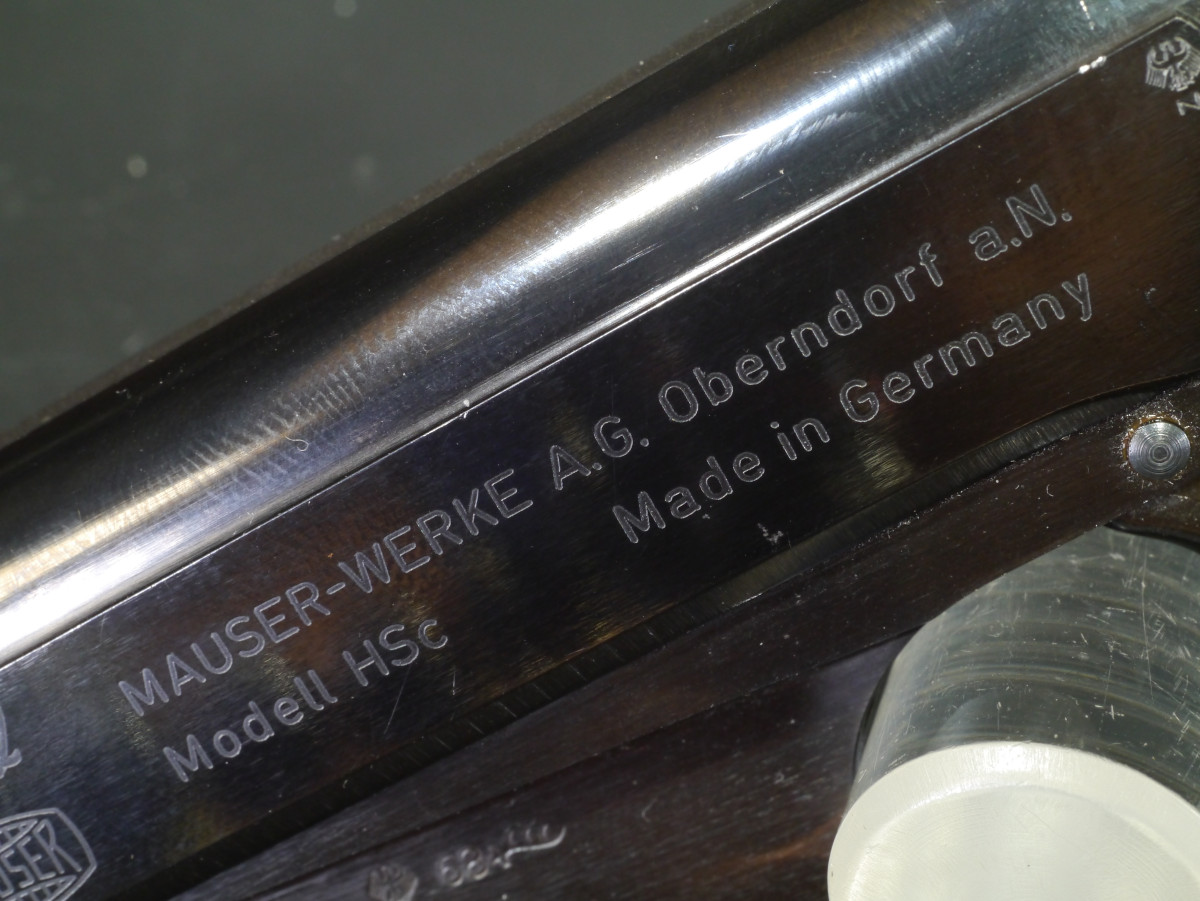 MAUSER-WERKE A.G. Oberndorf a.N.
Modell HSc Made in Germany